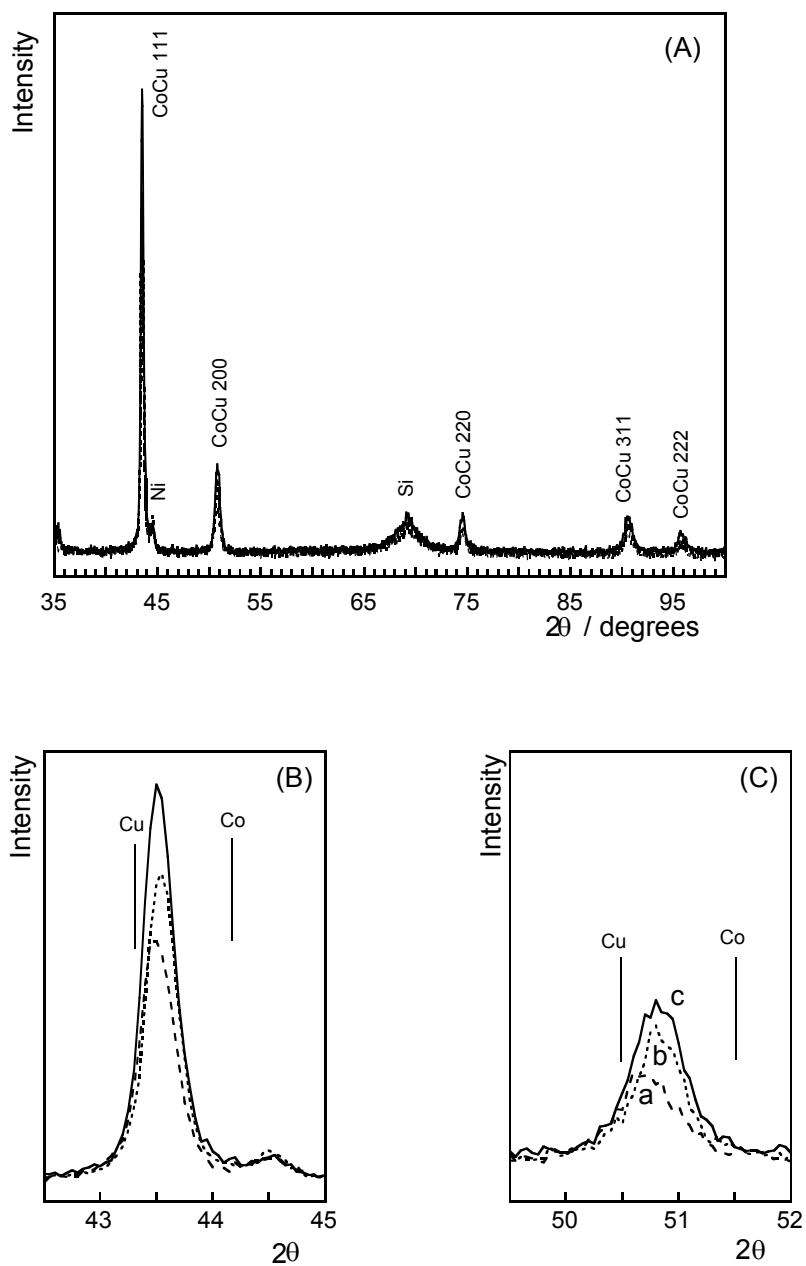 (A)
Intensity
CoCu 111
Ni
CoCu 200
Si
CoCu 220
CoCu 311
CoCu 222
35 45 55 65 75 85 95
2θ / degrees
(B)
Intensity
Cu
Co
43 44 45
2θ
(C)
Intensity
Cu
Co
c
b
a
50 51 52
2θ